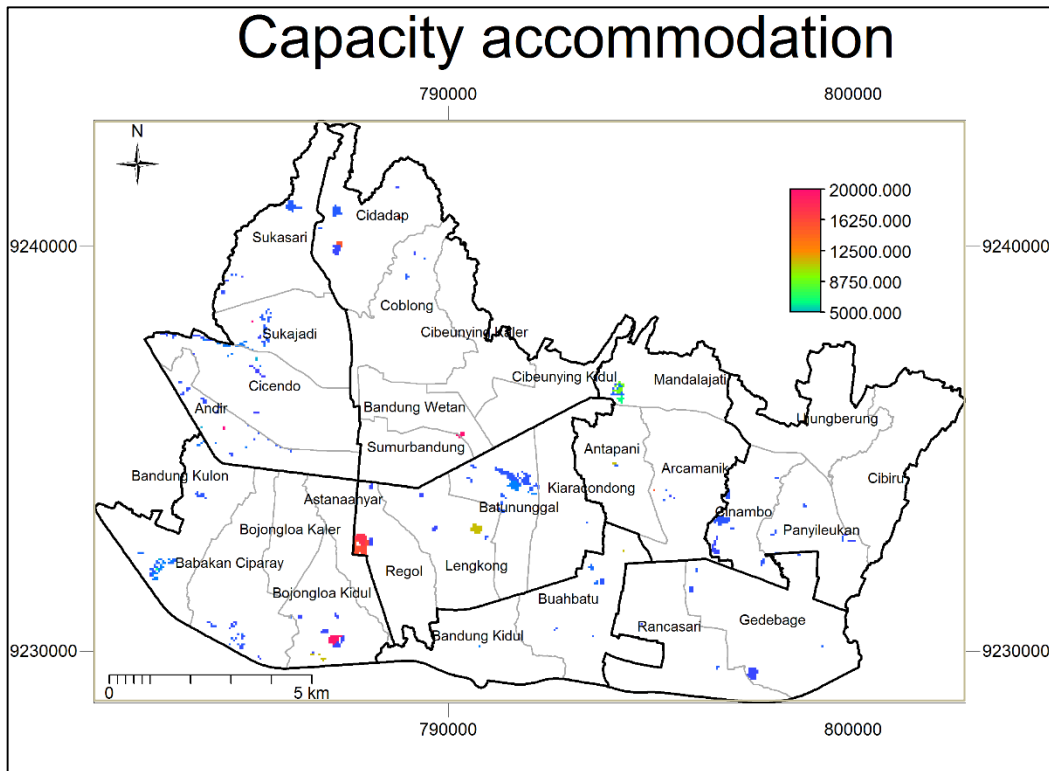 Capacity accommodation
790000 800000
N
20000.000
16250.000
12500.000
8750.000
5000.000
9240000 9240000
Cidadap
Sukasari
Coblong
Cibeunying Kaler
Sukajadi
Cibeunying Kidul
Mandalajati
Cicendo
Andir
Bandung Wetan
Ujungberung
Sumurbandung
Antapani
Arcamanik
Bandung Kulon
Cibiru
Kiaracondong
Astanaanyar
Batununggal
Cinambo
Bojongloa Kaler
Panyileukan
Babakan Ciparay
Regol
Lengkong
Bojongloa Kidul
Buahbatu
Gedebage
Rancasari
Bandung Kidul
9230000 9230000
0 5 km
790000 800000